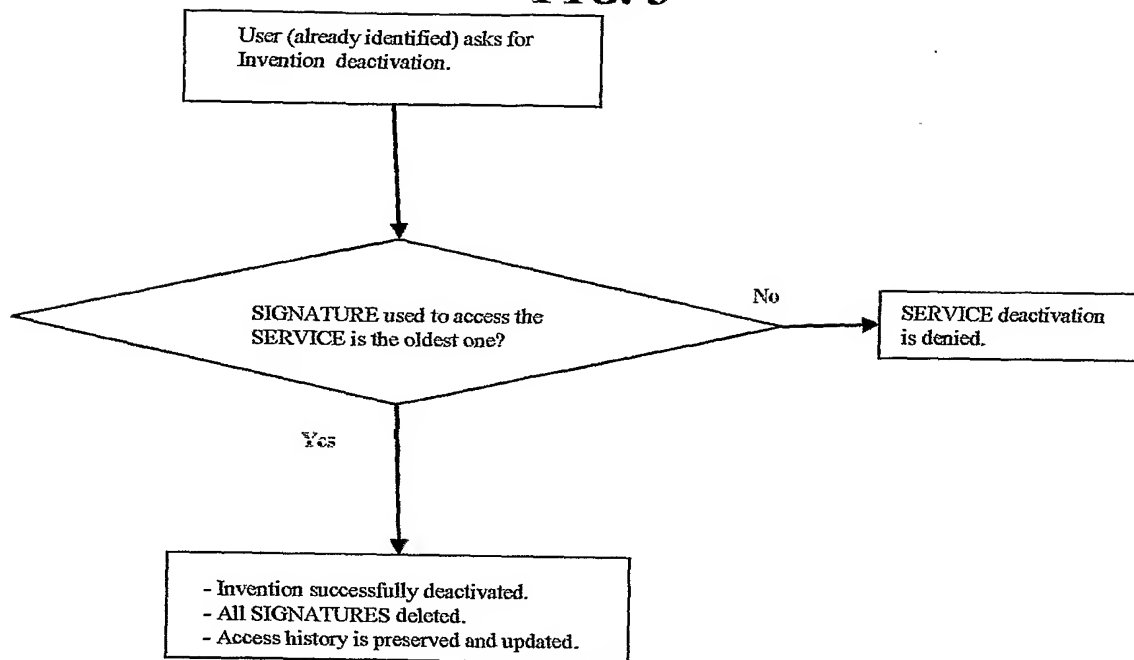 User (already identified) asks for
Invention deactivation.
SIGNATURE used to access the
SERVICE is the oldest one?
No
SERVICE deactivation
is denied.
Yes
- Invention successfully deactivated.
- All SIGNATURES deleted.
- Access history is preserved and updated.